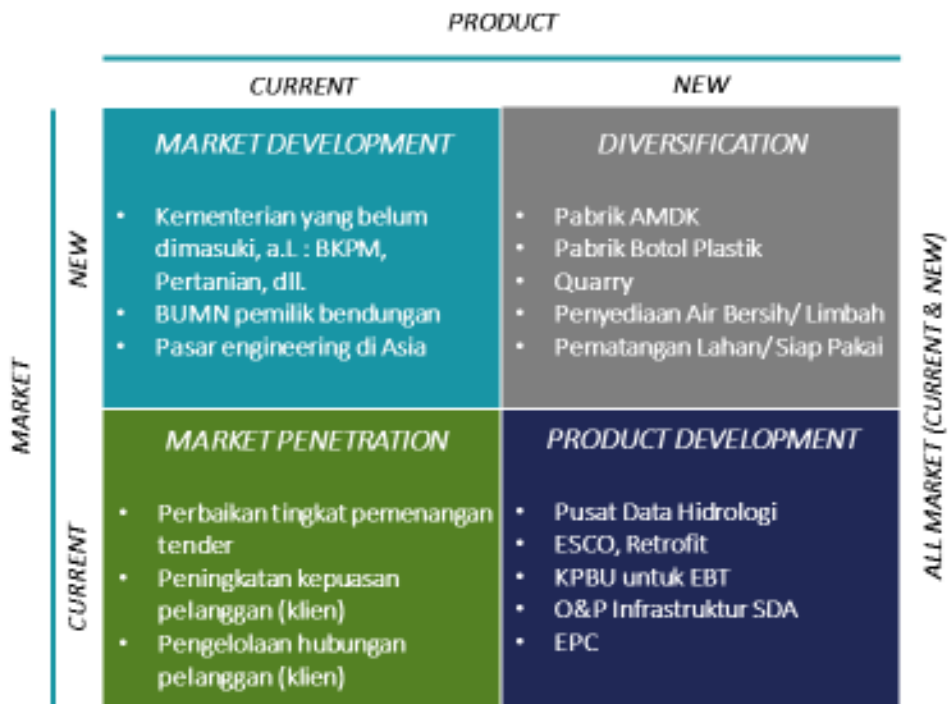 PRODUCT
CURRENT
NEW
MARKET
NEW
CURRENT
MARKET DEVELOPMENT
• Kementerian yang belum
dimasuki, a.L : BKPM,
Pertanian, dll.
• BUMN pemilik bendungan
• Pasar engineering di Asia
DIVERSIFICATION
• Pabrik AMDK
• Pabrik Botol Plastik
• Quarry
• Penyediaan Air Bersih/ Limbah
• Pematangan Lahan/ Siap Pakai
MARKET PENETRATION
• Perbaikan tingkat pemenangan
tender
• Peningkatan kepuasan
pelanggan (klien)
• Pengelolaan hubungan
pelanggan (klien)
PRODUCT DEVELOPMENT
• Pusat Data Hidrologi
• ESCO, Retrofit
• KPBU untuk EBT
• O&P Infrastruktur SDA
• EPC
ALL MARKET (CURRENT & NEW)